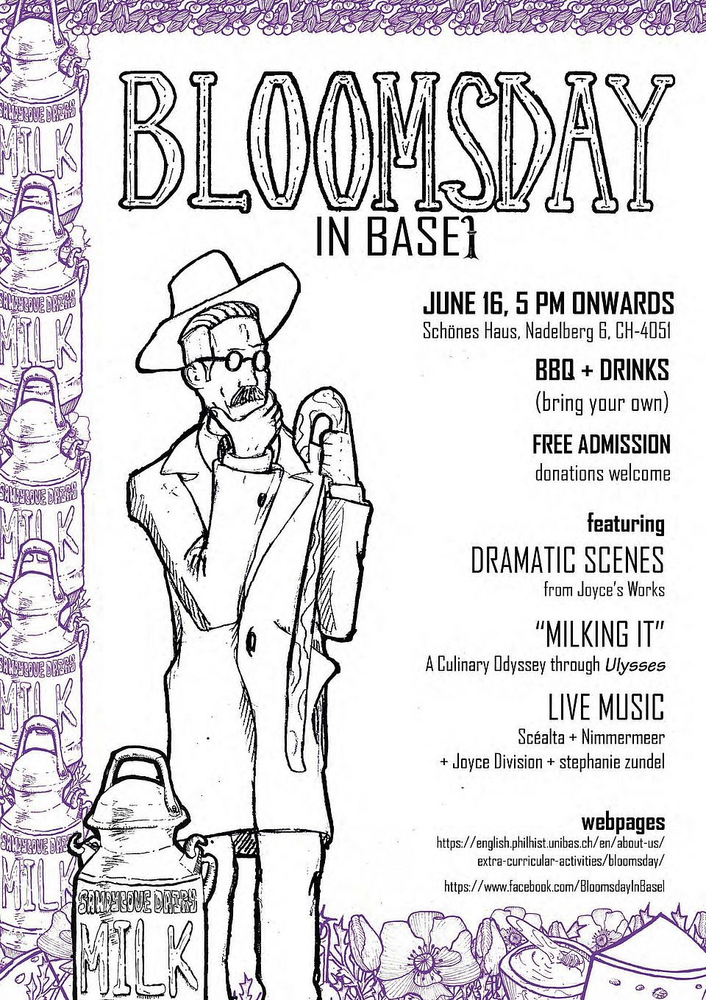 BLOOMSDAY
IN BASEl
JUNE 16, 5 PM ONWARDS
Schönes Haus, Nadelberg 6, CH-4051
BBQ + DRINKS
(bring your own)
FREE ADMISSION
donations welcome
featuring
DRAMATIC SCENES
from Joyce's Works
“MILKING IT”
A Culinary Odyssey through Ulysses
LIVE MUSIC
Scéalta + Nimmermeer
+ Joyce Division + stephanie zundel
webpages
https://english.philhist.unibas.ch/en/about-us/
extra-curricular-activities/bloomsday/
https://www.facebook.com/BloomsdayInBasel
SANDYCOVE DAIRY
MILK
SANDYCOVE DAIRY
MILK
SANDYCOVE DAIRY
MILK
SANDYCOVE DAIRY
MILK
SANDYCOVE DAIRY
MILK
SANDYCOVE DAIRY
MILK